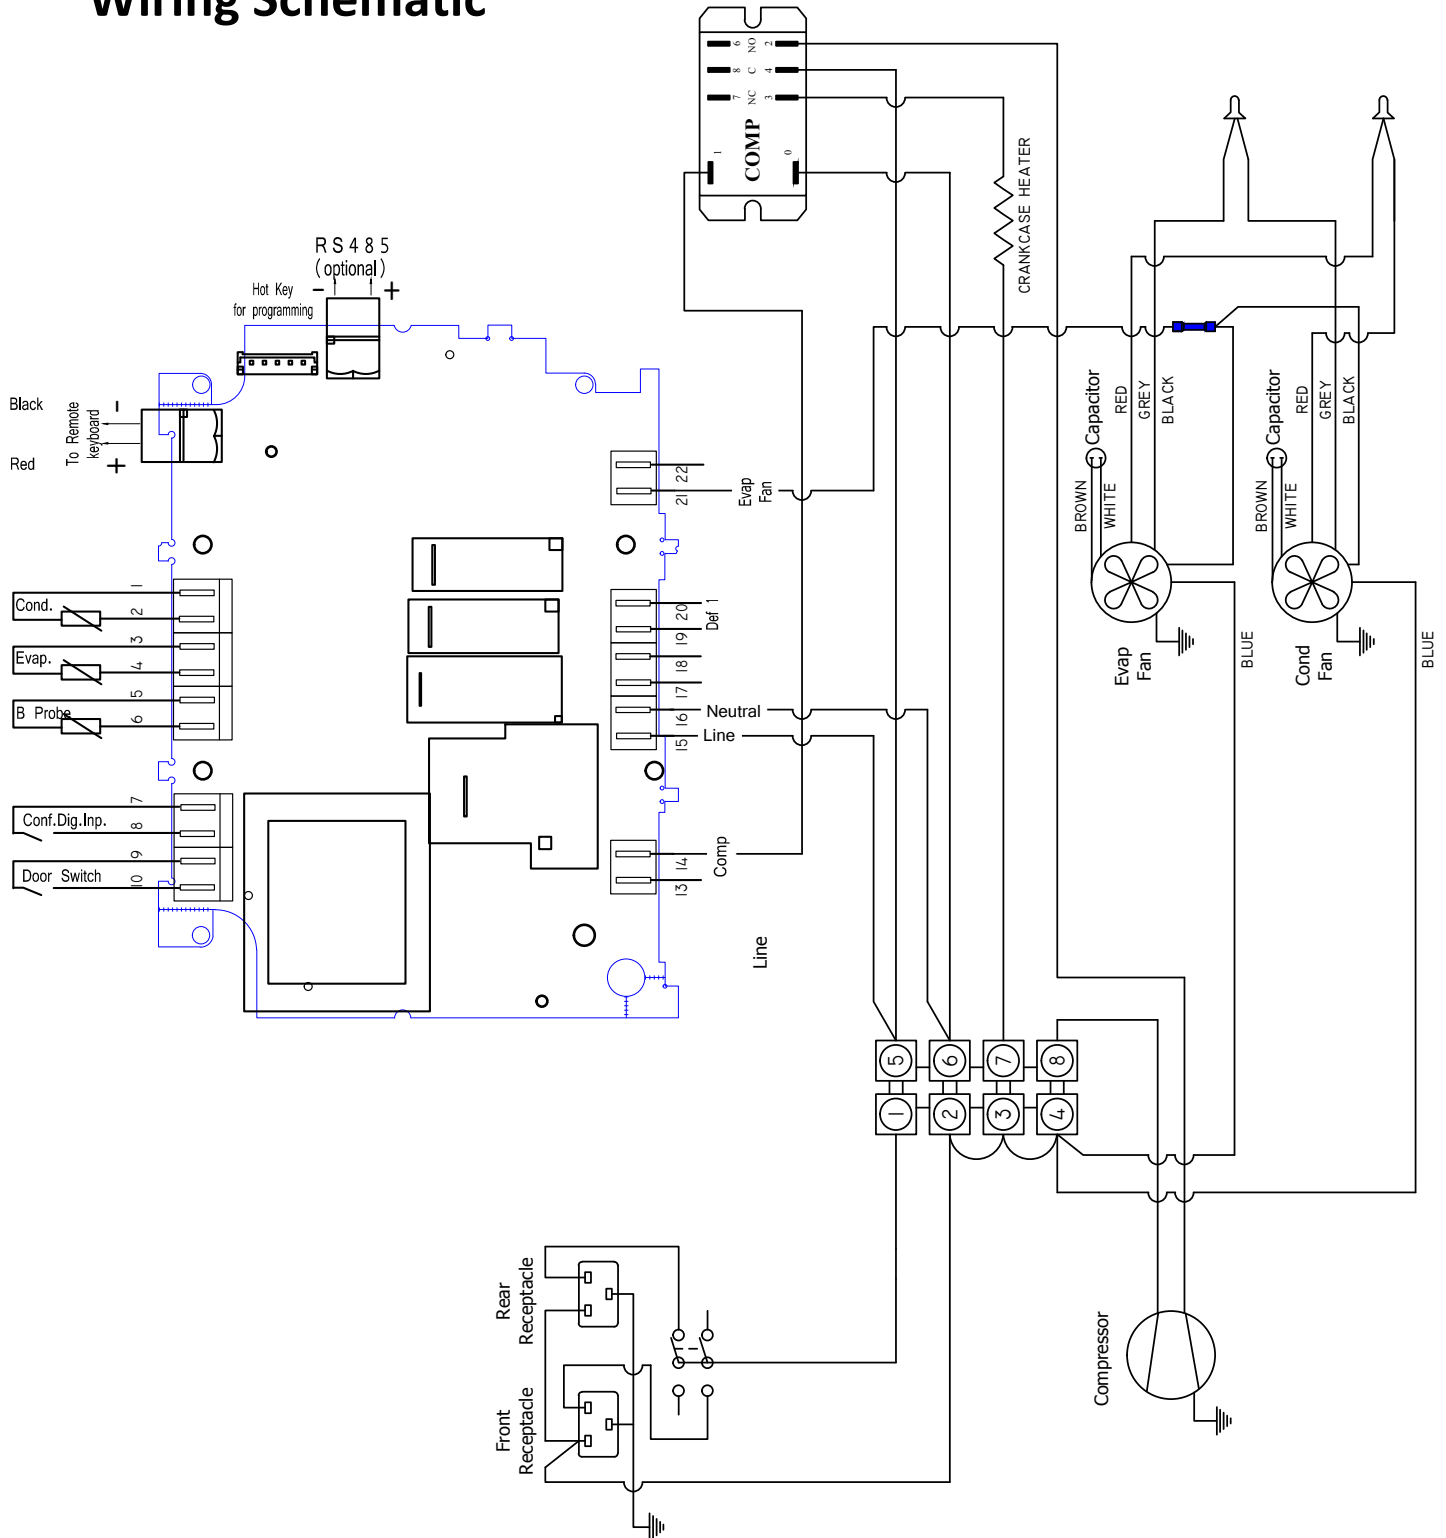 Wiring Schematic
6 NO 2
8 C 4
7 NC 3
1
COMP
0
CRANKCASE HEATER
RS485
(optional)
- +
Hot Key
for programming
Black
-
To Remote
keyboard
Red
+
Capacitor
RED
GREY
BLACK
BROWN
WHITE
Capacitor
RED
GREY
BLACK
BROWN
WHITE
22
21
Evap
Fan
Cond.
1
2
Evap.
3
4
B Probe
5
6
20
19
Def 1
18
17
16
Neutral
15
Line
Evap
Fan
BLUE
Cond
Fan
BLUE
7
Conf.Dig.Inp.
8
9
Door Switch
10
14
13
Comp
Line
5
6
7
8
1
2
3
4
Rear
Receptacle
Front
Receptacle
Compressor